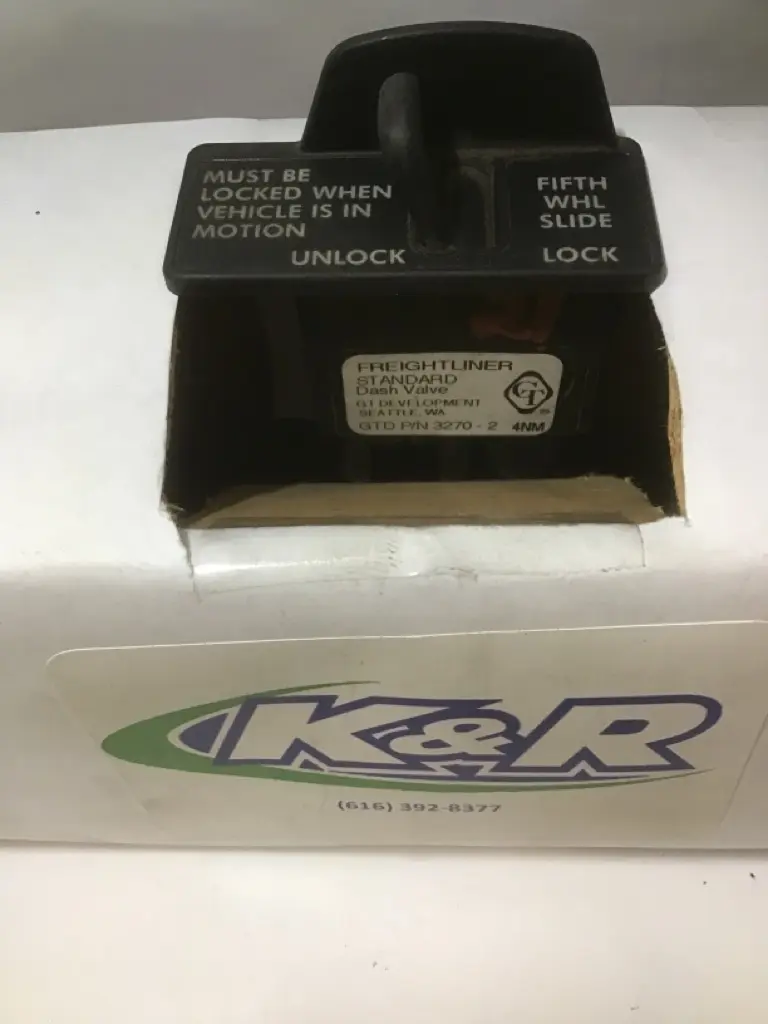 MUST BE
LOCKED WHEN
VEHICLE IS IN
MOTION
UNLOCK
FIFTH
WHL
SLIDE
LOCK
FREIGHTLINER
STANDARD
Dash Valve
GT DEVELOPMENT
SEATTLE, WA
GTD P/N 3270 - 2 4NM
GT
K&R
(616) 392-8377